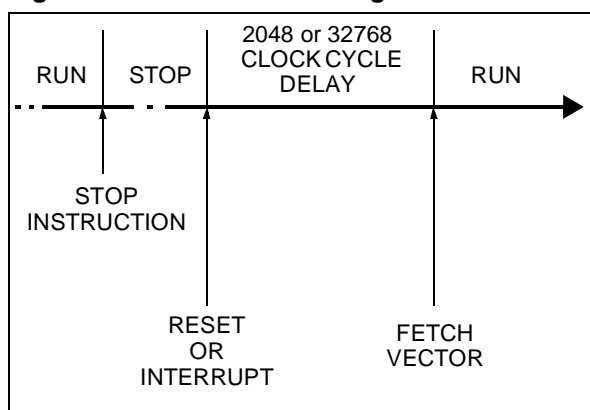 2048 or 32768
CLOCK CYCLE
DELAY
RUN
STOP
RUN
STOP
INSTRUCTION
RESET
OR
INTERRUPT
FETCH
VECTOR